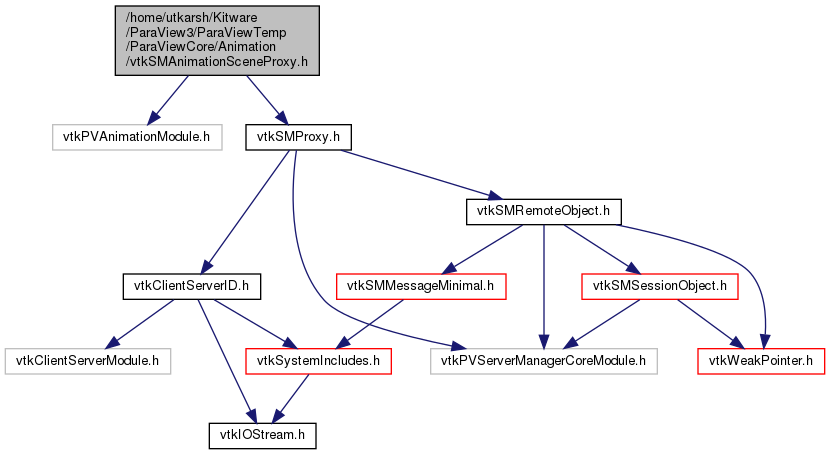 /home/utkarsh/Kitware
/ParaView3/ParaViewTemp
/ParaViewCore/Animation
/vtkSMAnimationSceneProxy.h
vtkPVAnimationModule.h
vtkSMProxy.h
vtkSMRemoteObject.h
vtkClientServerID.h
vtkSMMessageMinimal.h
vtkSMSessionObject.h
vtkClientServerModule.h
vtkSystemIncludes.h
vtkPVServerManagerCoreModule.h
vtkWeakPointer.h
vtkIOStream.h